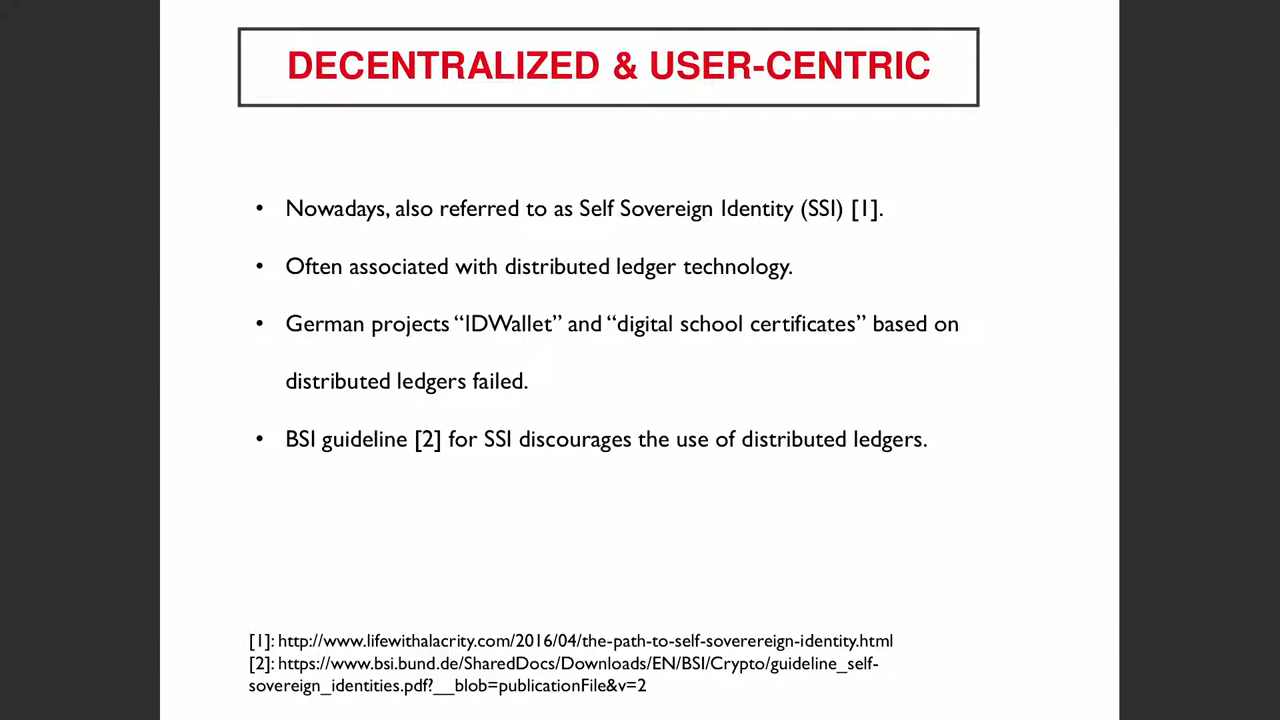 DECENTRALIZED & USER-CENTRIC
• Nowadays, also referred to as Self Sovereign Identity (SSI) [1].
• Often associated with distributed ledger technology.
• German projects “IDWallet” and “digital school certificates” based on
distributed ledgers failed.
• BSI guideline [2] for SSI discourages the use of distributed ledgers.
[1]: http://www.lifewithalacrity.com/2016/04/the-path-to-self-soverereign-identity.html
[2]: https://www.bsi.bund.de/SharedDocs/Downloads/EN/BSI/Crypto/guideline_self-
sovereign_identities.pdf?__blob=publicationFile&v=2